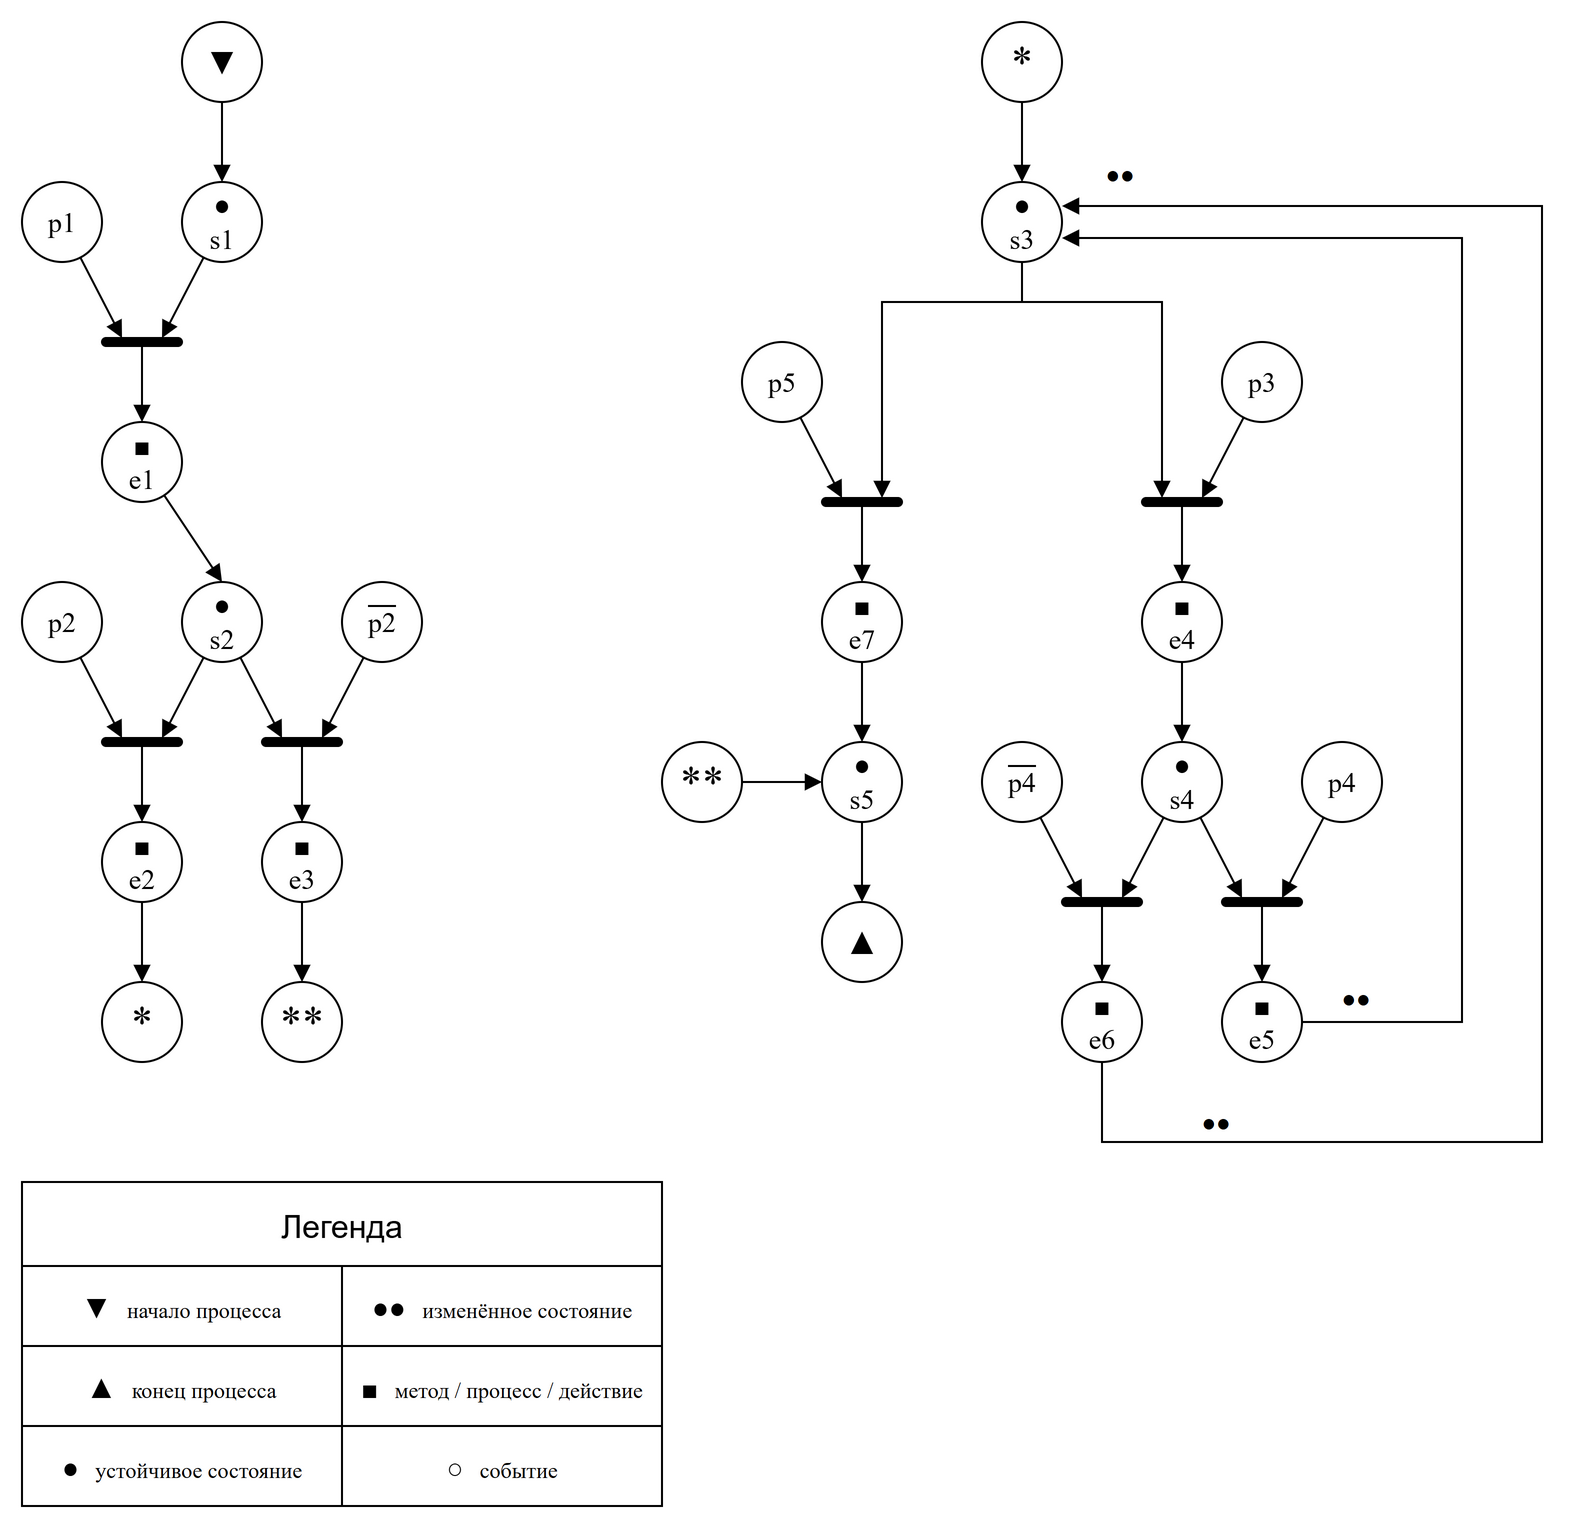 ▼
*
••
p1
●
s1
●
s3
p5
p3
■
e1
p2
●
s2
p2
■
e7
■
e4
**
●
s5
p4
●
s4
p4
■
e2
■
e3
▲
*
**
■
e6
■
e5
••
••
Легенда
▼ начало процесса
●● изменённое состояние
▲ конец процесса
■ метод / процесс / действие
● устойчивое состояние
○ событие